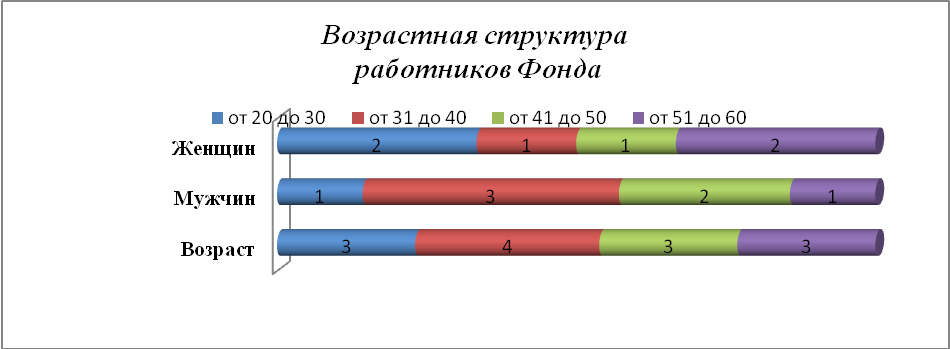 Возрастная структура
работников Фонда
от 20 до 30 от 31 до 40 от 41 до 50 от 51 до 60
Женщин 2 1 1 2
Мужчин 1 3 2 1
Возраст 3 4 3 3